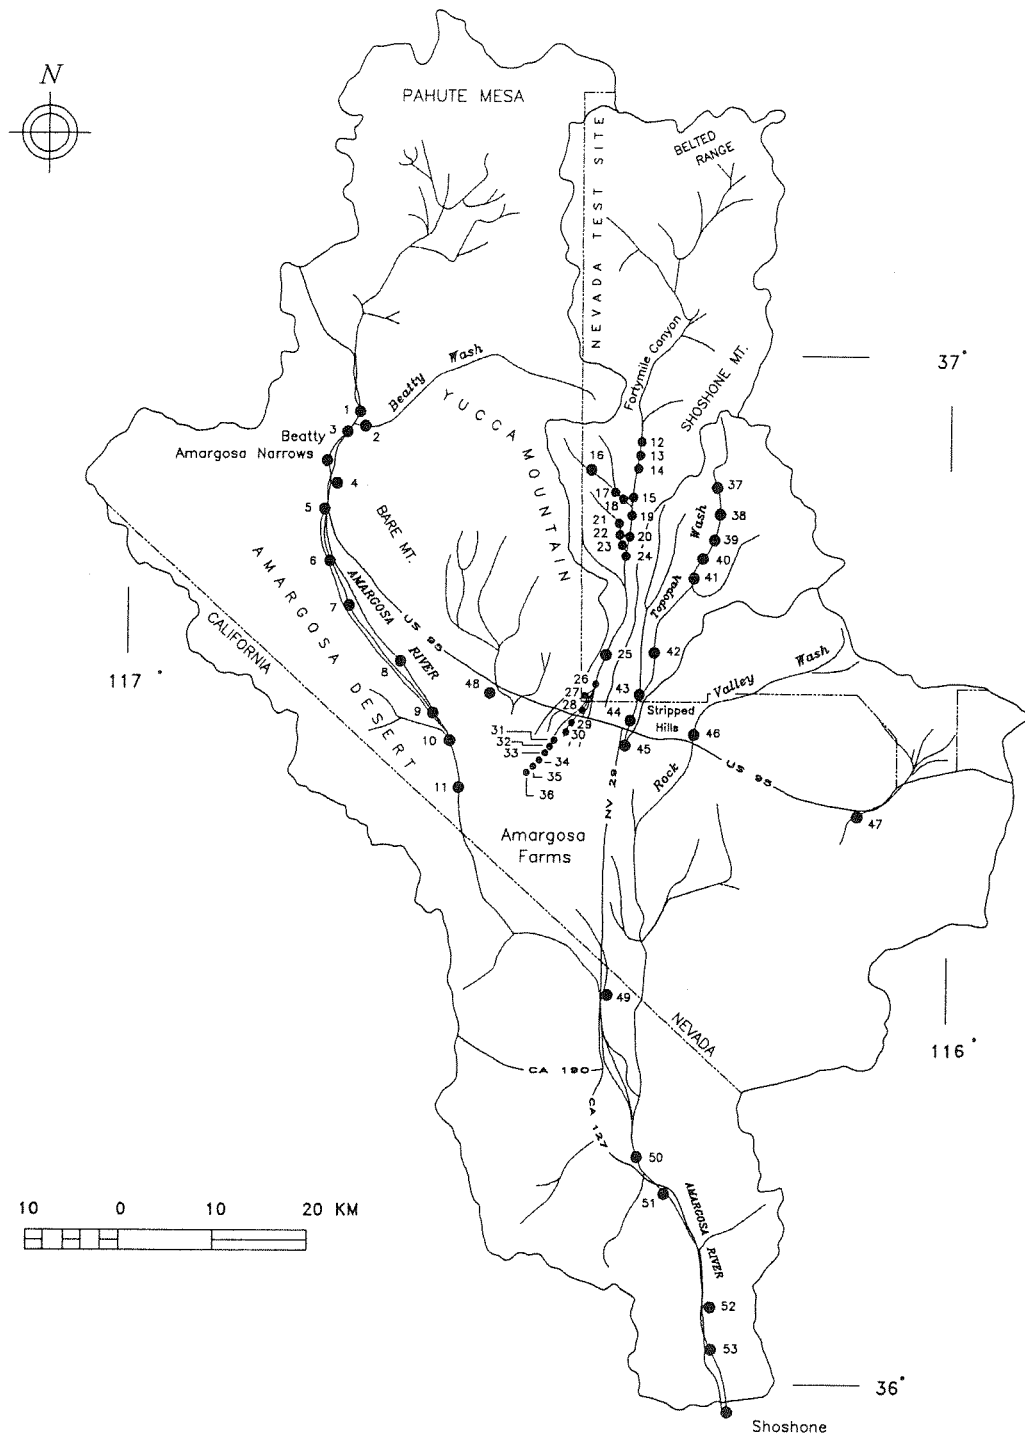 N
PAHUTE MESA
BELTED
RANGE
NEVADA TEST SITE
Fortymile Canyon
SHOSHONE MT.
37°
Beatty Wash
YUCCA MOUNTAIN
1
2
3
Beatty
Amargosa Narrows
4
5
BARE MT.
6
7
AMARGOSA
RIVER
8
9
10
11
AMARGOSA DESERT
CALIFORNIA
117°
US 95
12
13
14
15
16
17
18
19
20
21
22
23
24
25
26
27
28
29
30
31
32
33
34
35
36
37
38
39
40
41
42
Topopah Wash
43
44
45
Stripped
Hills
46
Rock Valley Wash
US 95
47
48
NV 29
Amargosa
Farms
49
NEVADA
116°
CA 190
CA 127
50
51
AMARGOSA
RIVER
52
53
10 0 20 KM
36°
Shoshone